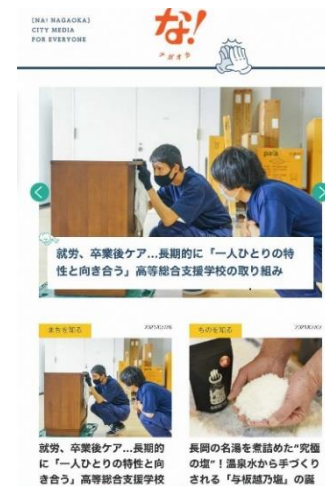 [NA! NAGAOKA]
CITY MEDIA
FOR EVERYONE
な!
ナガオカ
就労、卒業後ケア...長期的に「一人ひとりの特
性と向き合う」高等総合支援学校の取り組み
まちを知る
ものを知る
就労、卒業後ケア...長期的
に「一人ひとりの特性と向
き合う」高等総合支援学校
長岡の名湯を煮詰めた“究極
の塩”！温泉水から手づくり
される「与板越乃塩」の誕